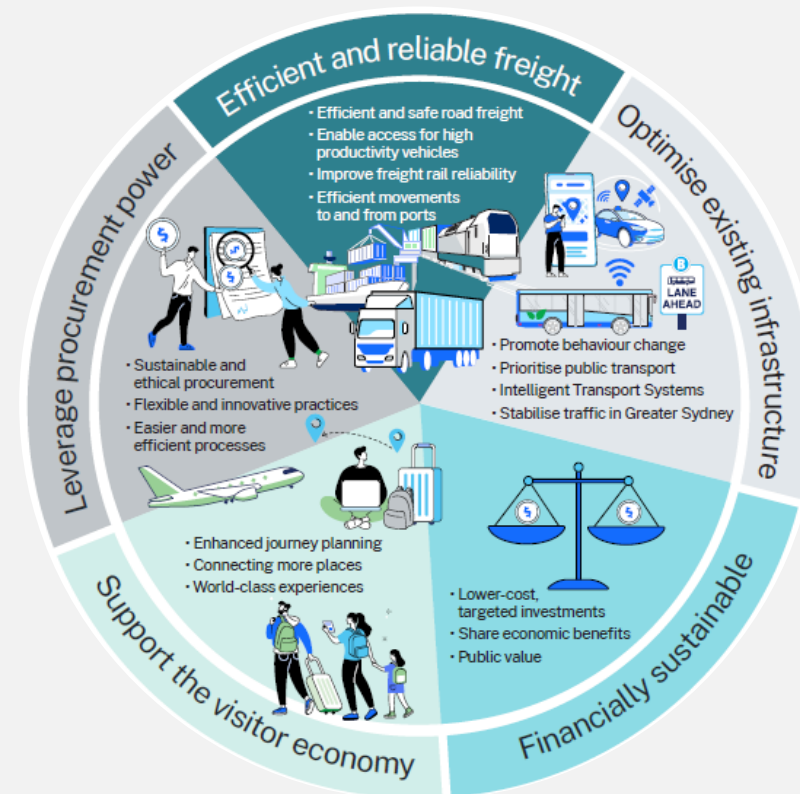 Efficient and reliable freight
• Efficient and safe road freight
• Enable access for high
productivity vehicles
• Improve freight rail reliability
• Efficient movements
to and from ports
Optimise existing infrastructure
B
LANE
AHEAD
• Promote behaviour change
• Prioritise public transport
• Intelligent Transport Systems
• Stabilise traffic in Greater Sydney
Financially sustainable
$
$
• Lower-cost,
targeted investments
• Share economic benefits
• Public value
Support the visitor economy
• Enhanced journey planning
• Connecting more places
• World-class experiences
Leverage procurement power
$
$
• Sustainable and
ethical procurement
• Flexible and innovative practices
• Easier and more
efficient processes